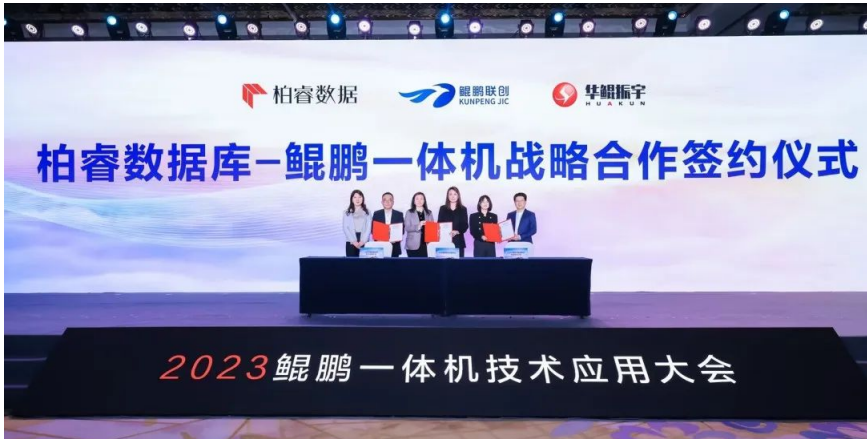 柏睿数据
鲲鹏联创
KUNPENG JIC
华鲲振宇
HUAKUN
柏睿数据库-鲲鹏一体机战略合作签约仪式
2023鲲鹏一体机技术应用大会